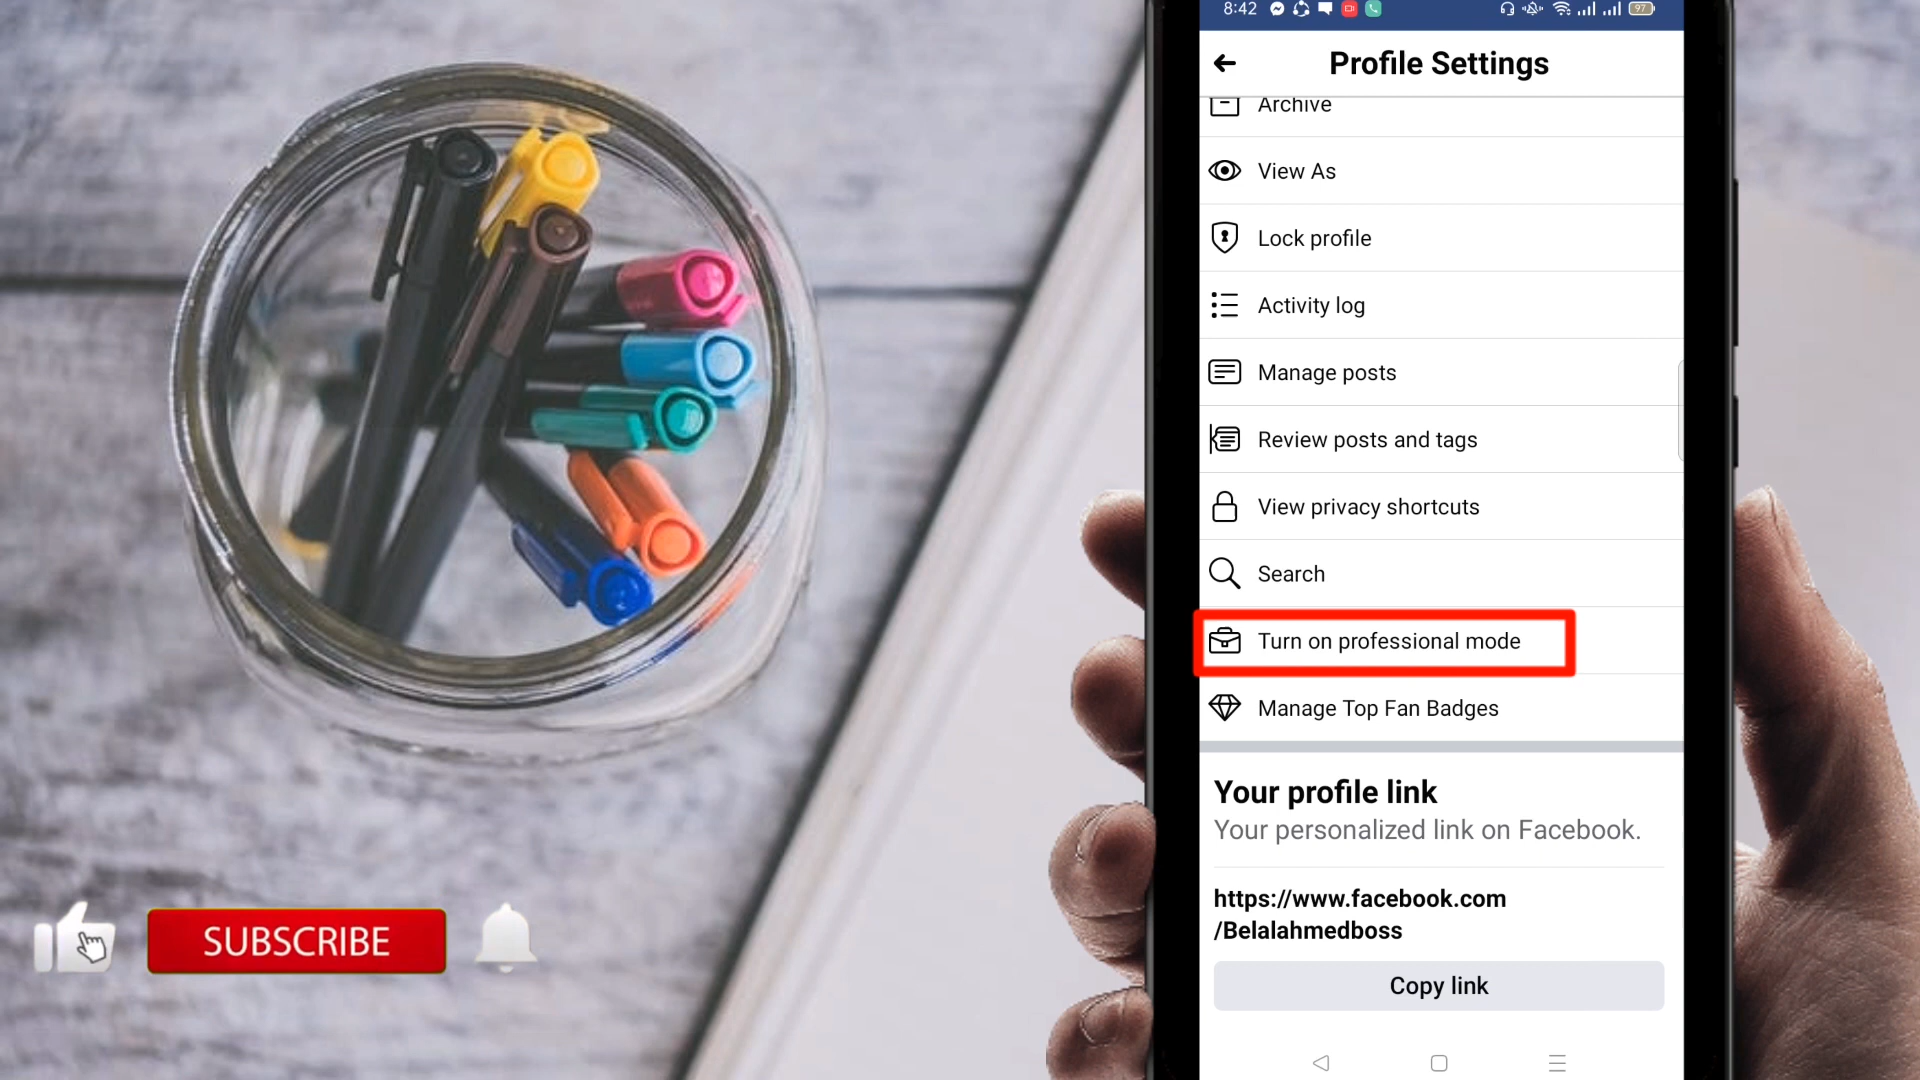 8:42
97
Profile Settings
Archive
View As
Lock profile
Activity log
Manage posts
Review posts and tags
View privacy shortcuts
Search
Turn on professional mode
Manage Top Fan Badges
Your profile link
Your personalized link on Facebook.
https://www.facebook.com
/Belalahmedboss
Copy link
SUBSCRIBE